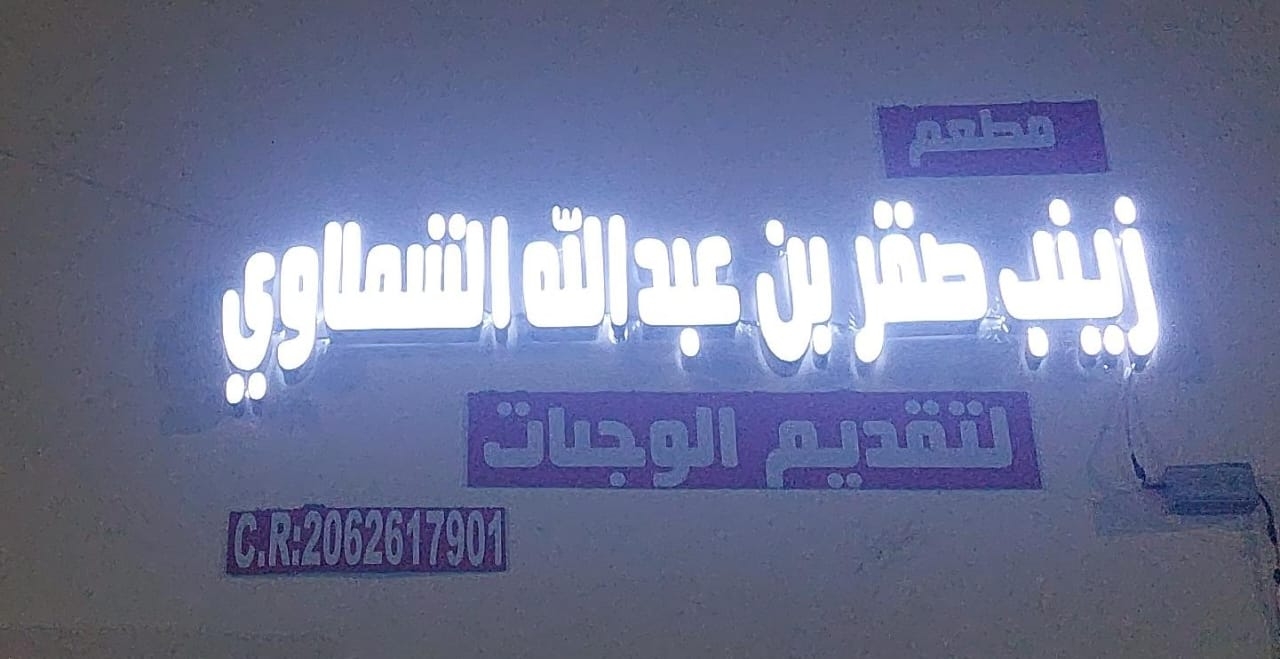 مطعم
زينب صقر بن عبدالله الشملاوي
لتقديم الوجبات
C.R:2062617901